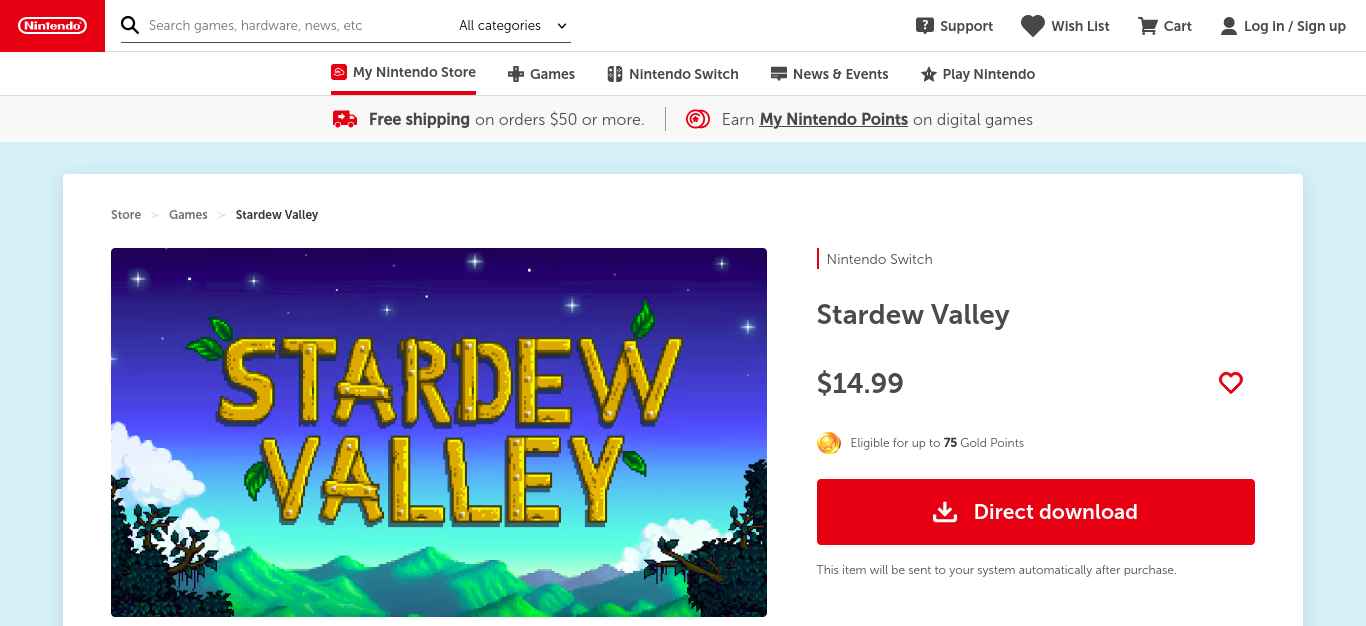 Nintendo
Search games, hardware, news, etc
All categories
Support
Wish List
Cart
Log in / Sign up
My Nintendo Store
Games
Nintendo Switch
News & Events
Play Nintendo
Free shipping on orders $50 or more.
Earn My Nintendo Points on digital games
Store > Games > Stardew Valley
STARDEW
VALLEY
Nintendo Switch
Stardew Valley
$14.99
Eligible for up to 75 Gold Points
Direct download
This item will be sent to your system automatically after purchase.